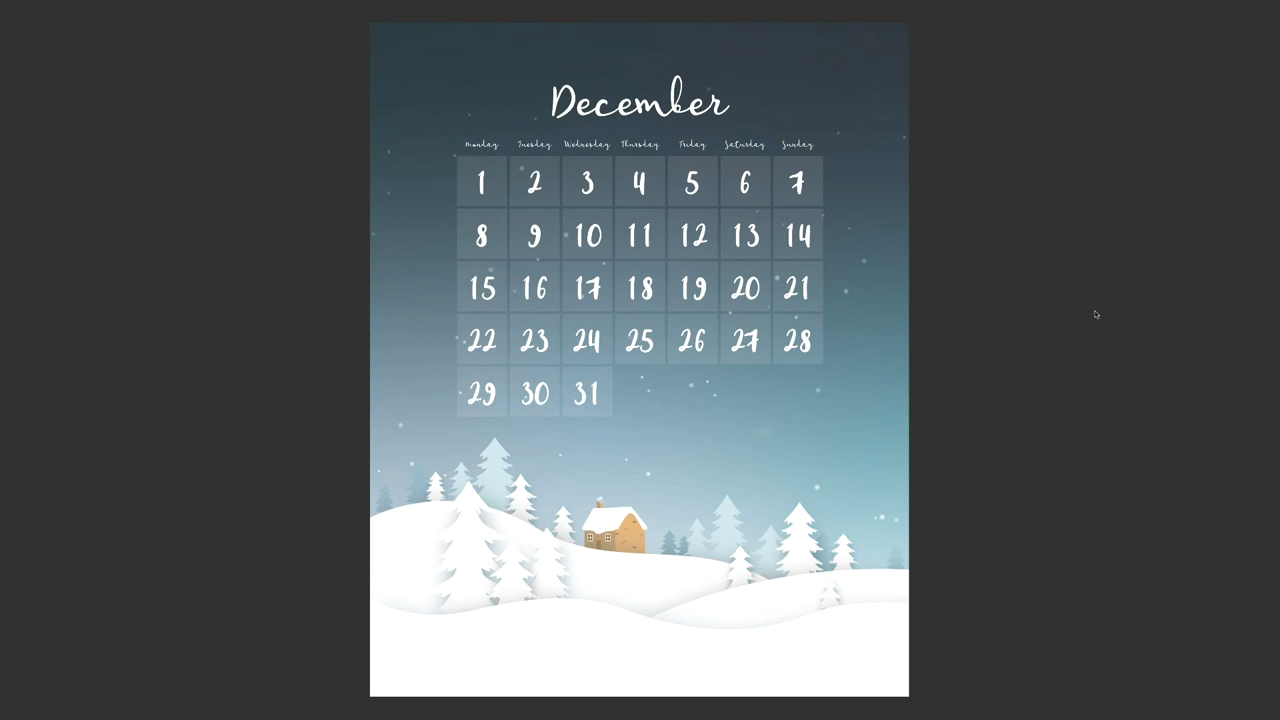 December
Monday Tuesday Wednesday Thursday Friday Saturday Sunday
1 2 3 4 5 6 7
8 9 10 11 12 13 14
15 16 17 18 19 20 21
22 23 24 25 26 27 28
29 30 31